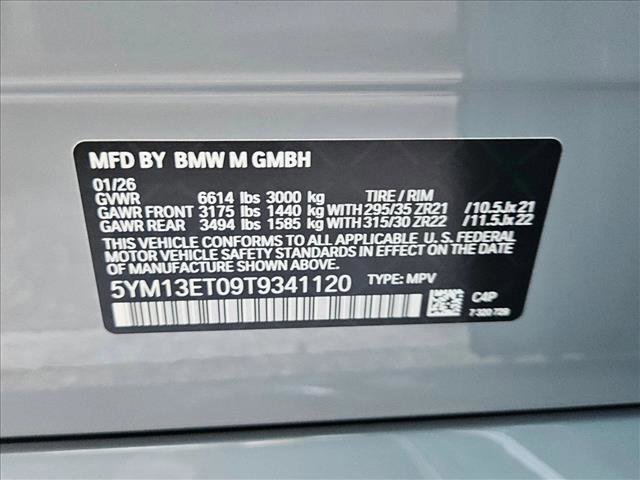 MFD BY BMW M GMBH
01/26
GVWR 6614 lbs 3000 kg TIRE / RIM
GAWR FRONT 3175 lbs 1440 kg WITH 295/35 ZR21 /10.5Jx21
GAWR REAR 3494 lbs 1585 kg WITH 315/30 ZR22 /11.5Jx22
THIS VEHICLE CONFORMS TO ALL APPLICABLE U.S. FEDERAL
MOTOR VEHICLE SAFETY STANDARDS IN EFFECT ON THE DATE
OF MANUFACTURE SHOWN ABOVE.
5YM13ET09T9341120 TYPE: MPV
C4P